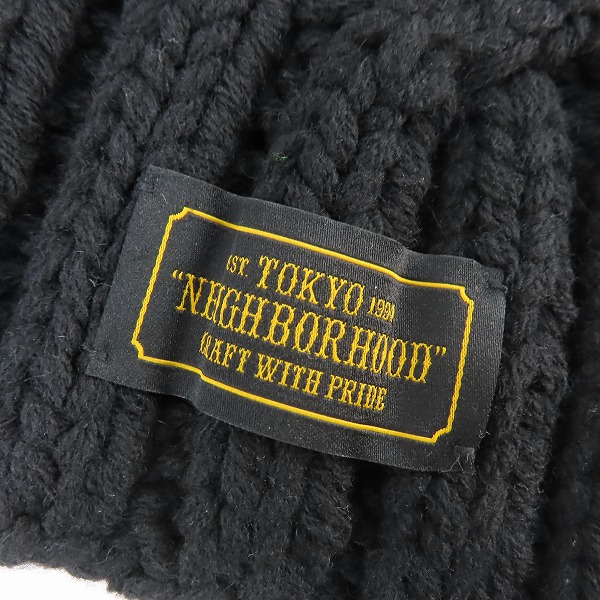 EST. TOKYO 1994
"NEIGHBORHOOD"
CRAFT WITH PRIDE